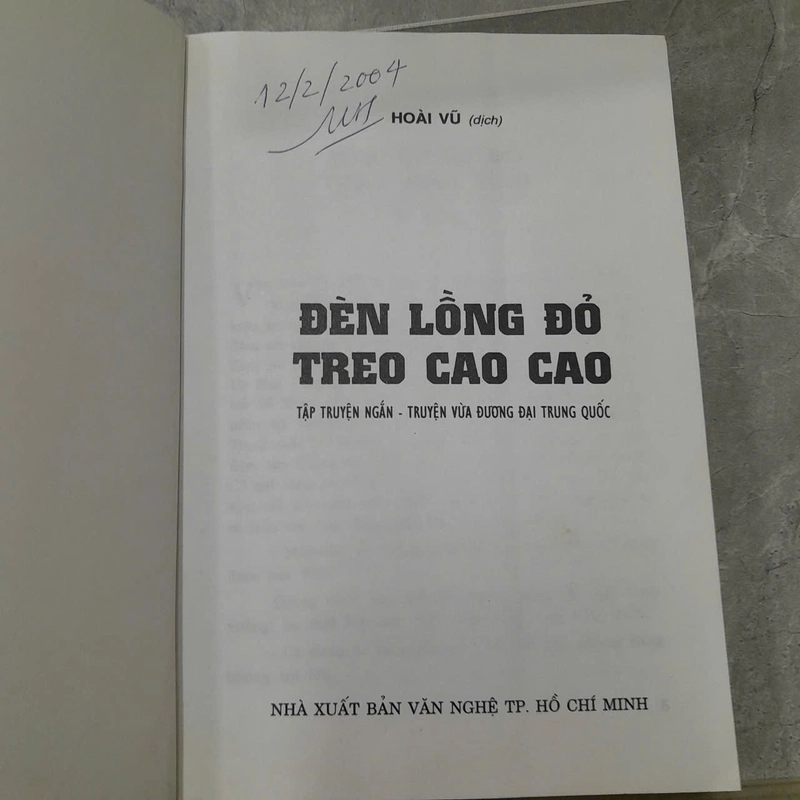 12/2/2004
HOÀI VŨ (dịch)
ĐÈN LỒNG ĐỎ
TREO CAO CAO
TẬP TRUYỆN NGẮN - TRUYỆN VỪA ĐƯƠNG ĐẠI TRUNG QUỐC
NHÀ XUẤT BẢN VĂN NGHỆ TP. HỒ CHÍ MINH